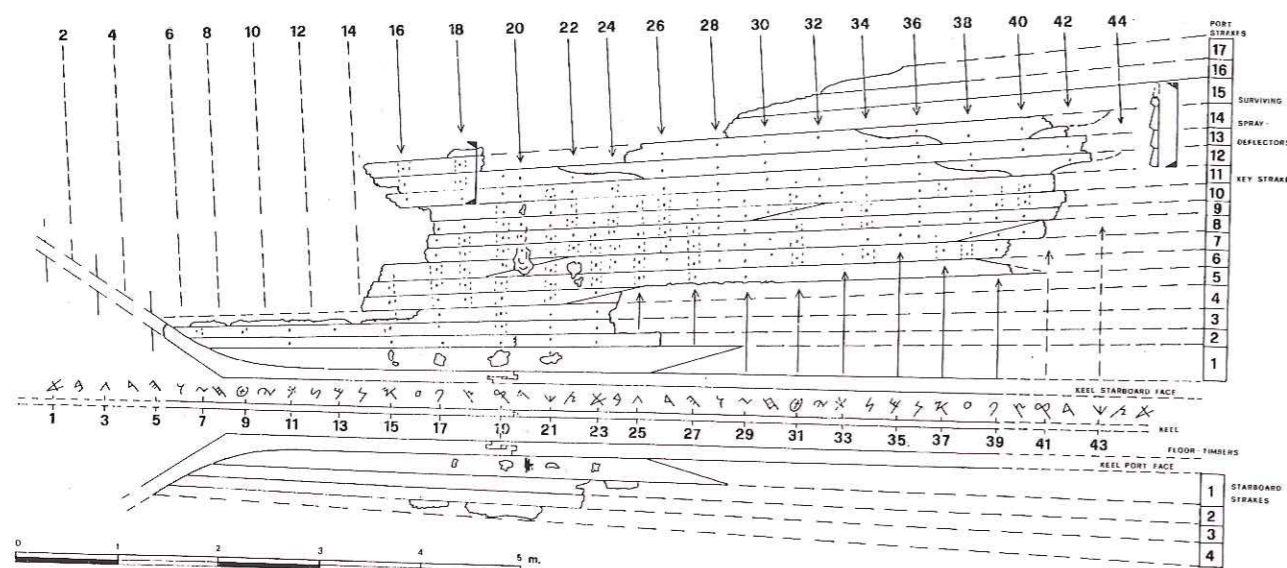 2 4 6 8 10 12 14 16 18 20 22 24 26 28 30 32 34 36 38 40 42 44
PORT STRAKES
17
16
15
SURVIVING
14
SPRAY-
13
DEFLECTORS
12
11
KEY STRAKE
10
9
8
7
6
5
4
3
2
1
KEEL STARBOARD FACE
KEEL
1 3 5 7 9 11 13 15 17 19 21 23 25 27 29 31 33 35 37 39 41 43
FLOOR-TIMBERS
KEEL PORT FACE
1
STARBOARD STRAKES
2
3
4
0 1 2 3 4 5 m.